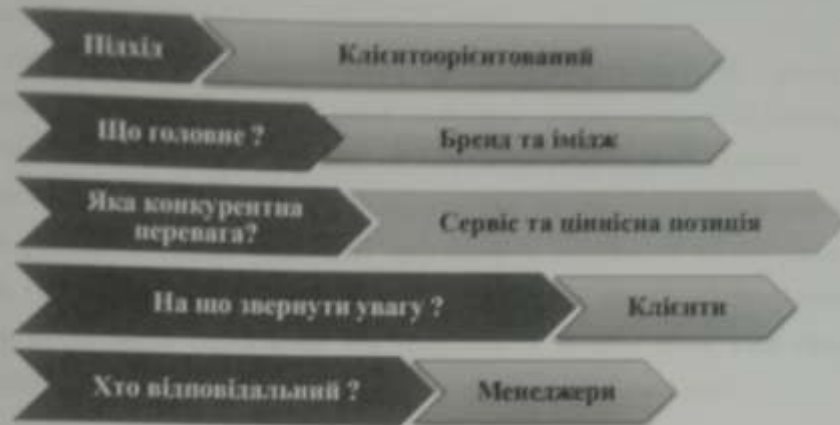 Підхід
Клієнтоорієнтований
Що головне ?
Бренд та імідж
Яка конкурентна
перевага?
Сервіс та ціннісна позиція
На що звернути увагу ?
Клієнти
Хто відповідальний ?
Менеджери